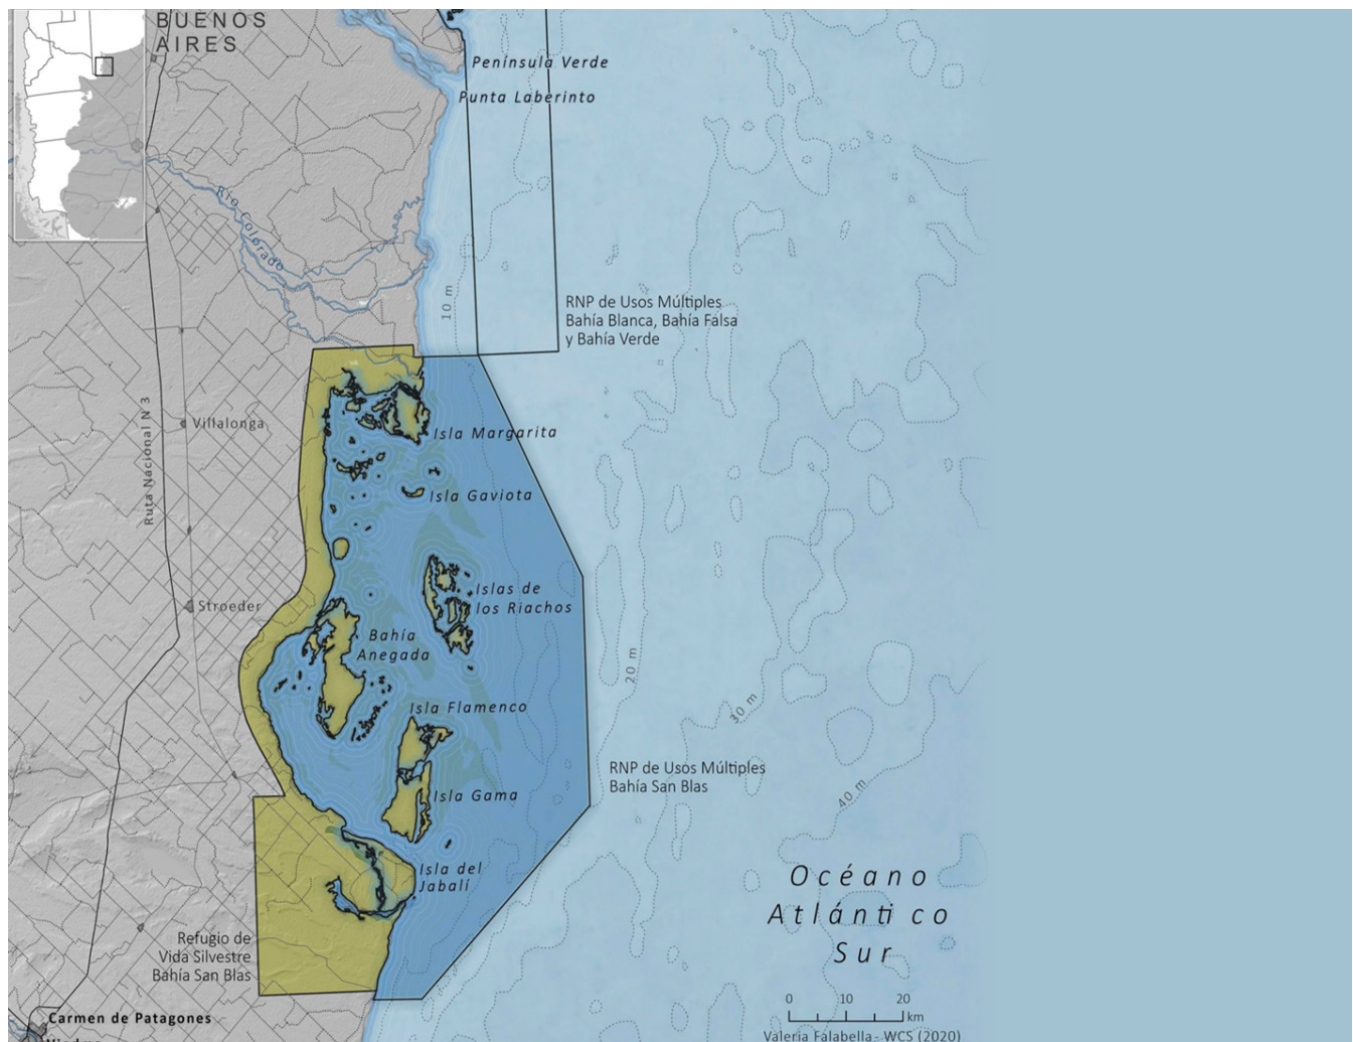 BUENOS
AIRES
Península Verde
Punta Laberinto
Río Colorado
10 m
RNP de Usos Múltiples
Bahía Blanca, Bahía Falsa
y Bahía Verde
Ruta Nacional N 3
Villalonga
Isla Margarita
Isla Gaviota
Islas de
los Riachos
Stroeder
Bahía
Anegada
20 m
30 m
Isla Flamenco
RNP de Usos Múltiples
Bahía San Blas
Isla Gama
40 m
Isla del
Jabalí
Océano
Atlántico
Sur
Refugio de
Vida Silvestre
Bahía San Blas
0 10 20
km
Carmen de Patagones
Valeria Falabella - WCS (2020)